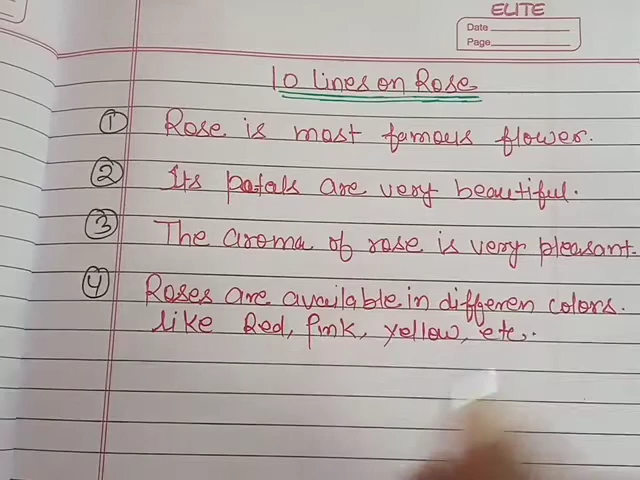 ELITE
Date
Page
10 Lines on Rose
① Rose is most famous flower.
② Its patals are very beautiful.
③ The aroma of rose is very pleasant.
④ Roses are available in differen colors.
like Red, Pink, yellow, etc..